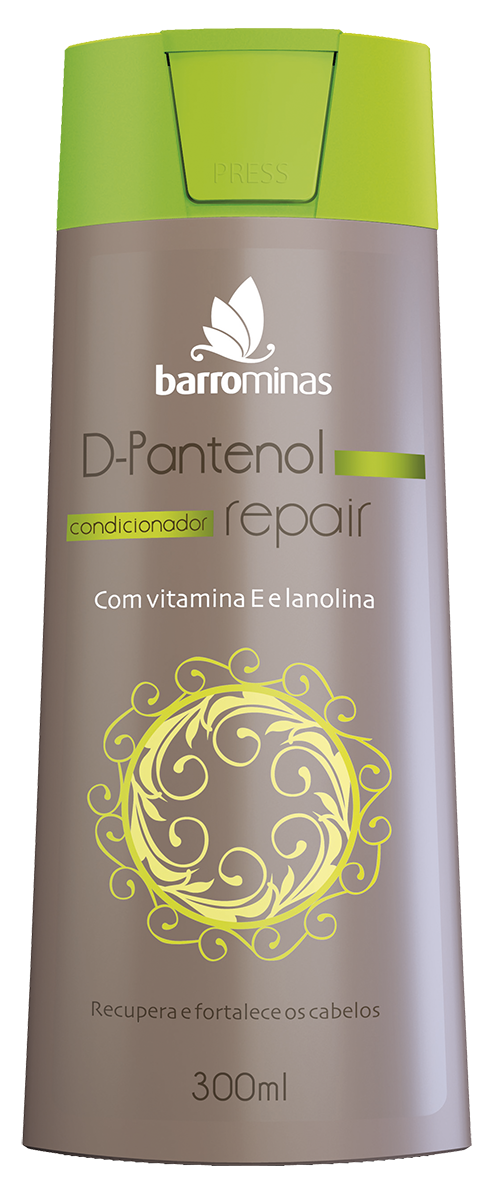 PRESS
barrominas
D-Pantenol
condicionador repair
Com vitamina E e lanolina
Recupera e fortalece os cabelos
300ml